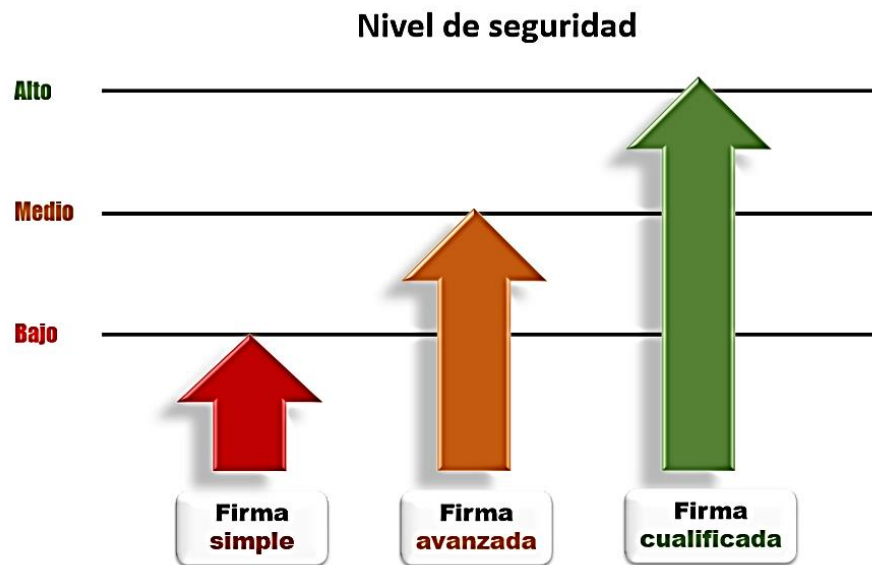 Nivel de seguridad
Alto
Medio
Bajo
Firma
simple
Firma
avanzada
Firma
cualificada